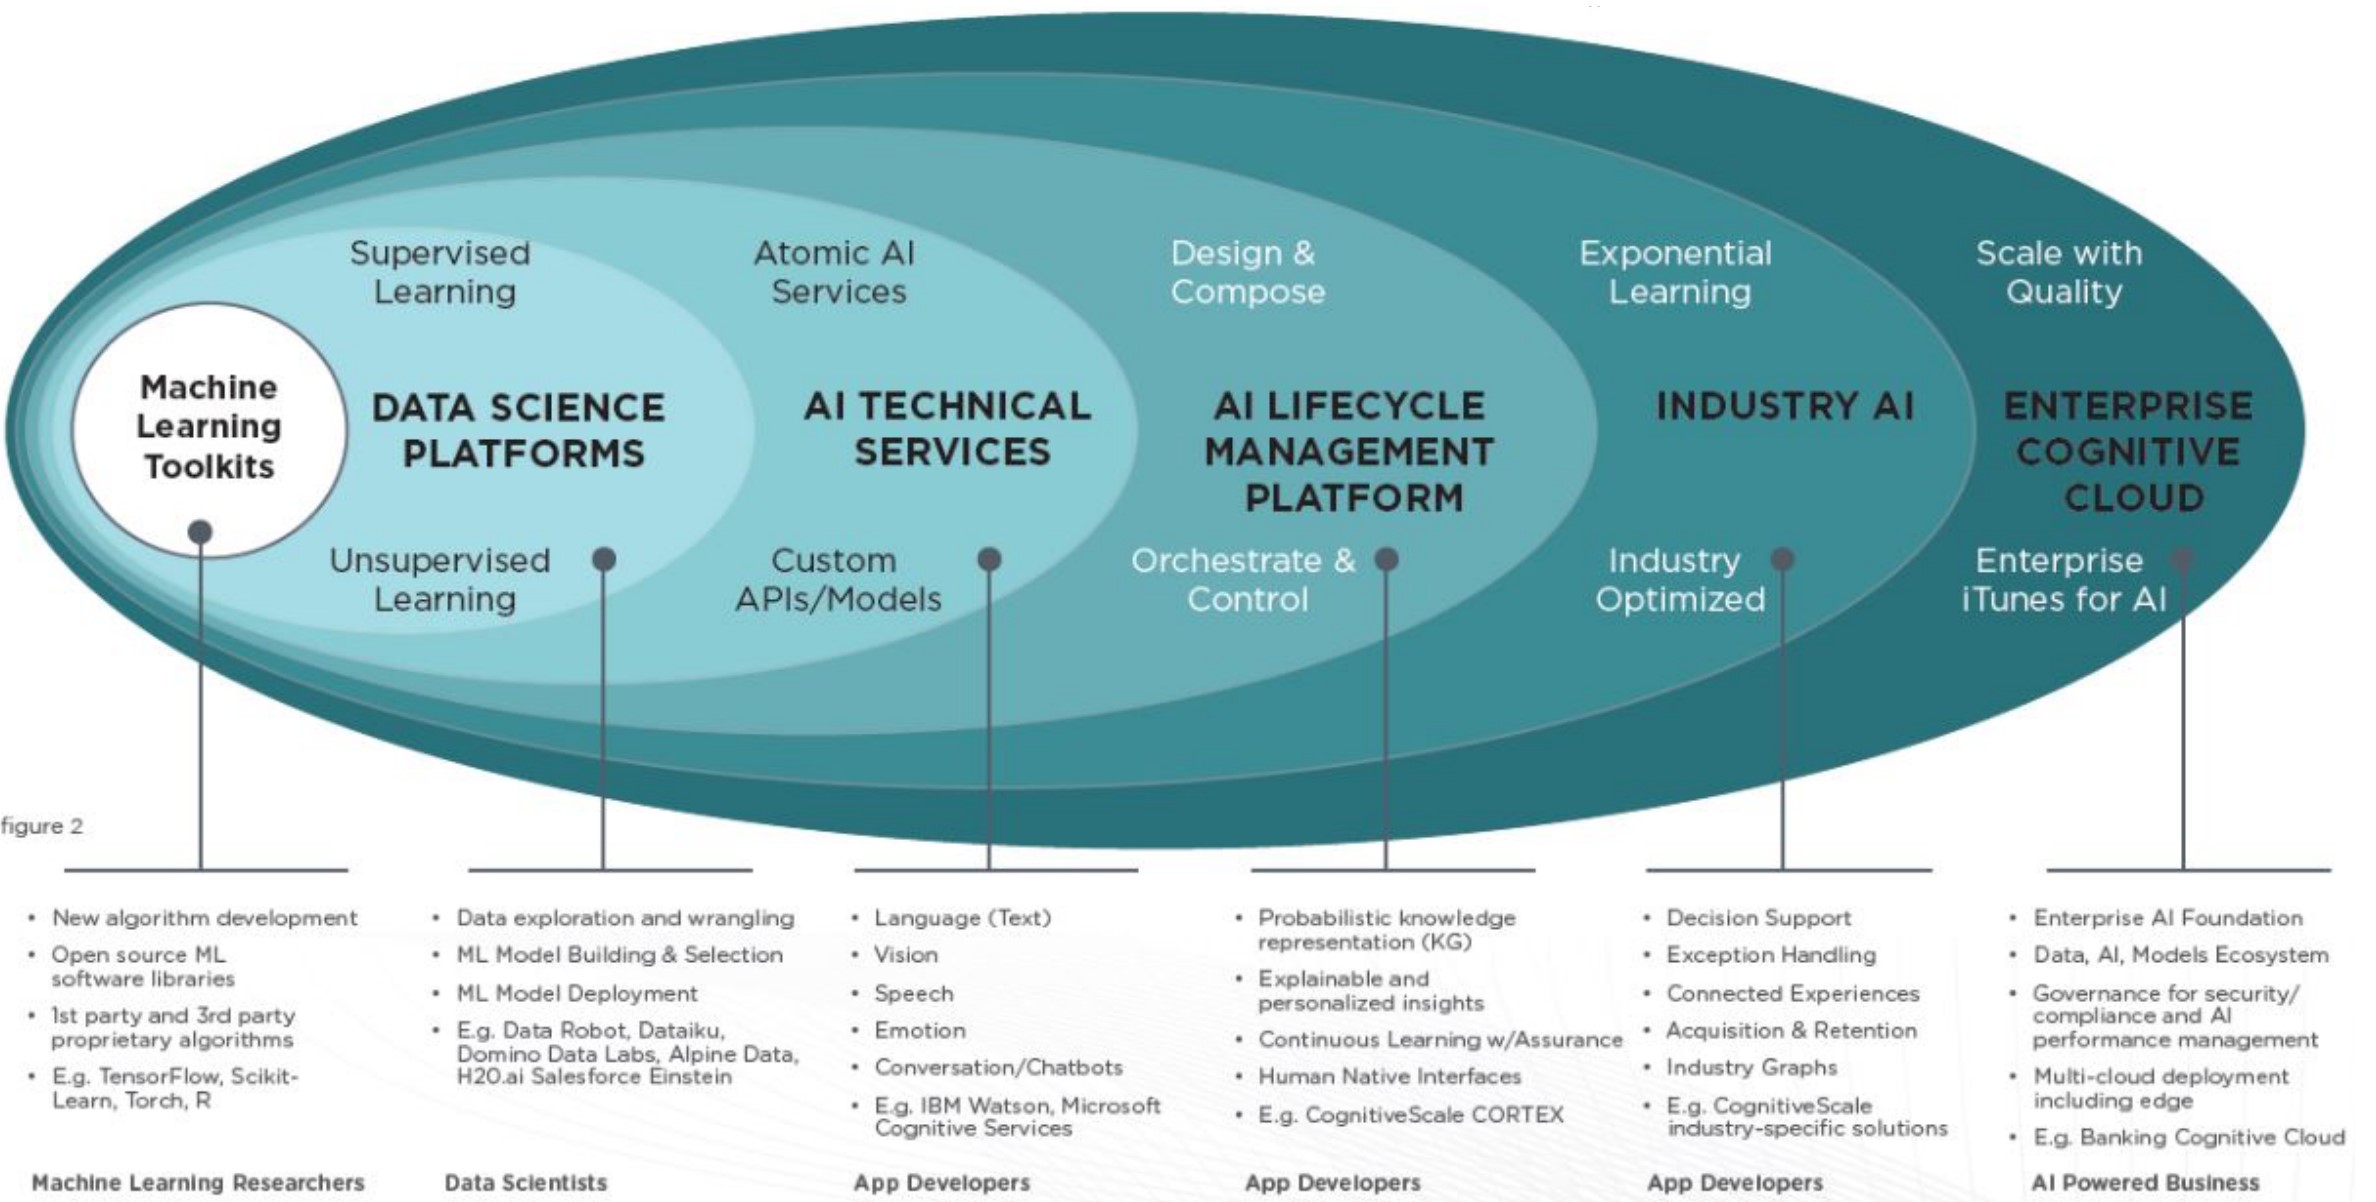 Supervised
Learning
Atomic AI
Services
Design &
Compose
Exponential
Learning
Scale with
Quality
Machine
Learning
Toolkits
DATA SCIENCE
PLATFORMS
AI TECHNICAL
SERVICES
AI LIFECYCLE
MANAGEMENT
PLATFORM
INDUSTRY AI
ENTERPRISE
COGNITIVE
CLOUD
Unsupervised
Learning
Custom
APIs/Models
Orchestrate &
Control
Industry
Optimized
Enterprise
iTunes for AI
figure 2
• New algorithm development
• Open source ML
software libraries
• 1st party and 3rd party
proprietary algorithms
• E.g. TensorFlow, Scikit-
Learn, Torch, R
Machine Learning Researchers
• Data exploration and wrangling
• ML Model Building & Selection
• ML Model Deployment
• E.g. Data Robot, Dataiku,
Domino Data Labs, Alpine Data,
H20.ai Salesforce Einstein
Data Scientists
• Language (Text)
• Vision
• Speech
• Emotion
• Conversation/Chatbots
• E.g. IBM Watson, Microsoft
Cognitive Services
App Developers
• Probabilistic knowledge
representation (KG)
• Explainable and
personalized insights
• Continuous Learning w/Assurance
• Human Native Interfaces
• E.g. CognitiveScale CORTEX
App Developers
• Decision Support
• Exception Handling
• Connected Experiences
• Acquisition & Retention
• Industry Graphs
• E.g. CognitiveScale
industry-specific solutions
App Developers
• Enterprise AI Foundation
• Data, AI, Models Ecosystem
• Governance for security/
compliance and AI
performance management
• Multi-cloud deployment
including edge
• E.g. Banking Cognitive Cloud
AI Powered Business